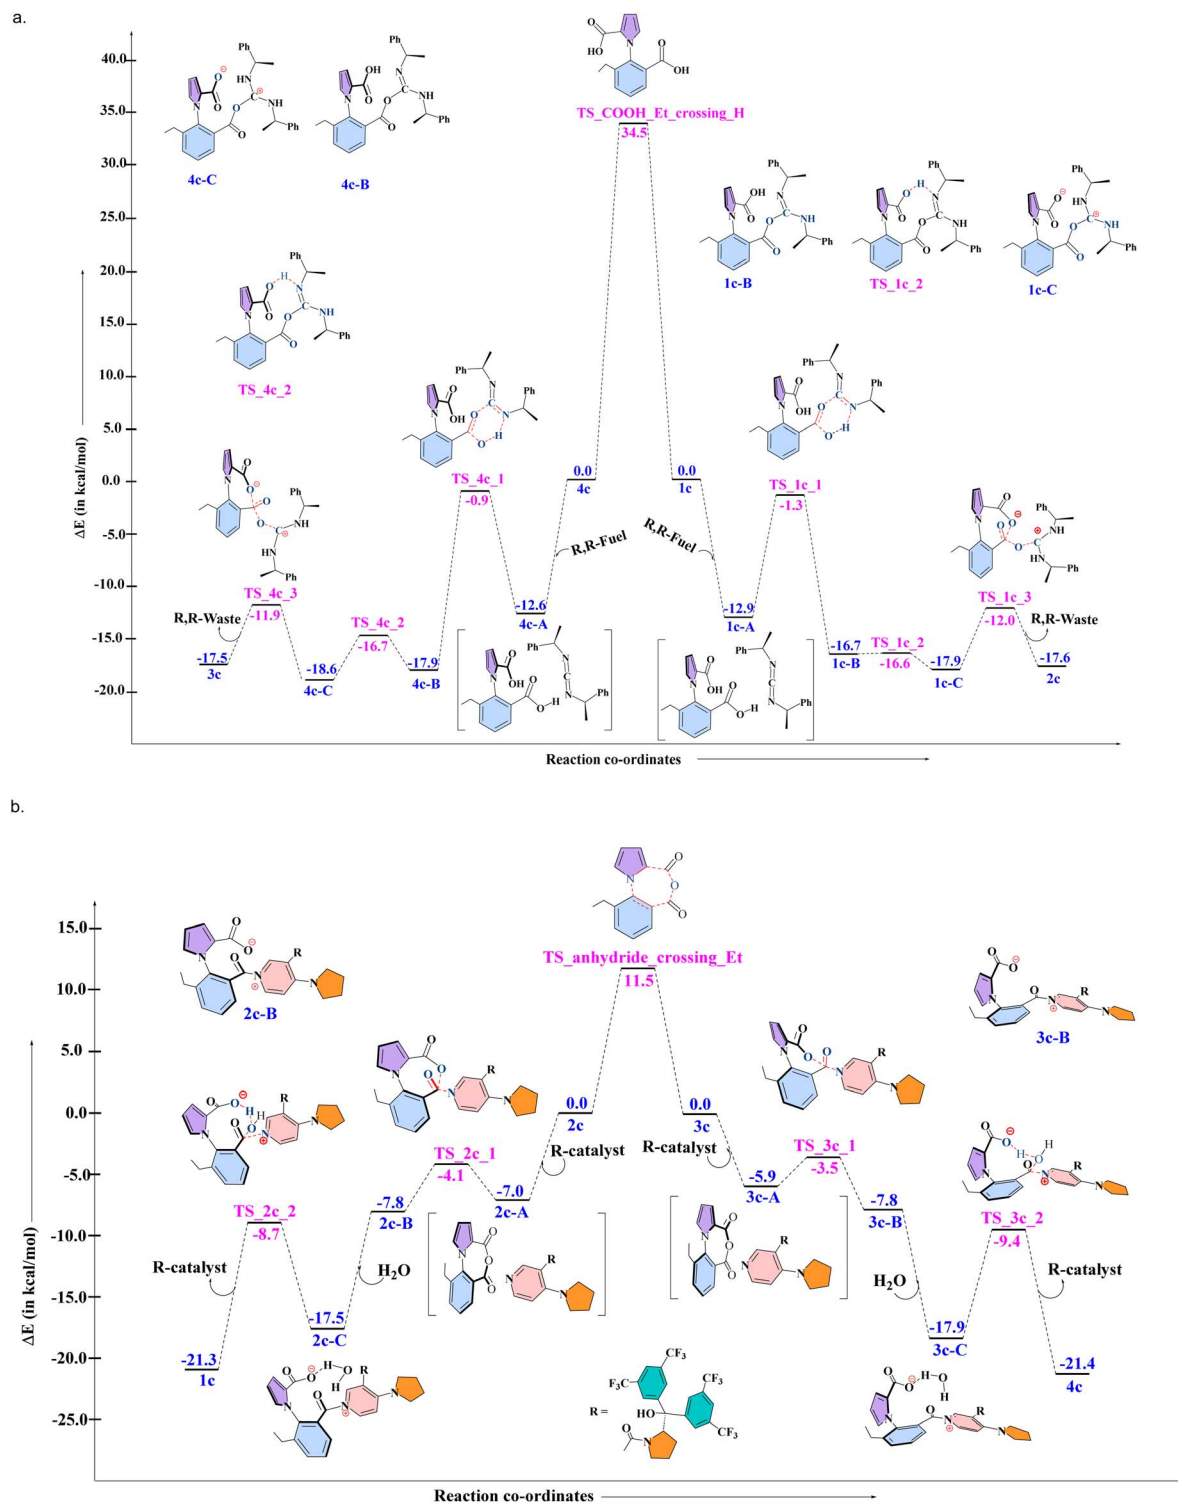 a.
40.0
35.0
30.0
25.0
20.0
15.0
10.0
5.0
0.0
-5.0
-10.0
-15.0
-20.0
ΔE (in kcal/mol)
Reaction co-ordinates
4c-C
4c-B
TS_COOH_Et_crossing_H
34.5
1c-B
TS_1c_2
1c-C
TS_4c_2
TS_4c_1
-0.9
0.0
4c
0.0
1c
TS_1c_1
-1.3
R,R-Fuel
R,R-Fuel
TS_4c_3
-11.9
R,R-Waste
-17.5
3c
-18.6
4c-C
TS_4c_2
-16.7
-17.9
4c-B
-12.6
4c-A
-12.9
1c-A
-16.7
1c-B
TS_1c_2
-16.6
-17.9
1c-C
TS_1c_3
-12.0
R,R-Waste
-17.6
2c
b.
15.0
10.0
5.0
0.0
-5.0
-10.0
-15.0
-20.0
-25.0
ΔE (in kcal/mol)
Reaction co-ordinates
2c-B
TS_anhydride_crossing_Et
11.5
3c-B
0.0
2c
0.0
3c
R-catalyst
R-catalyst
TS_2c_1
-4.1
-7.0
2c-A
-7.8
2c-B
H₂O
TS_2c_2
-8.7
R-catalyst
-17.5
2c-C
-21.3
1c
-5.9
3c-A
TS_3c_1
-3.5
-7.8
3c-B
H₂O
TS_3c_2
-9.4
R-catalyst
-17.9
3c-C
-21.4
4c
R =
CF₃
F₃C
CF₃
HO
CF₃
N
O